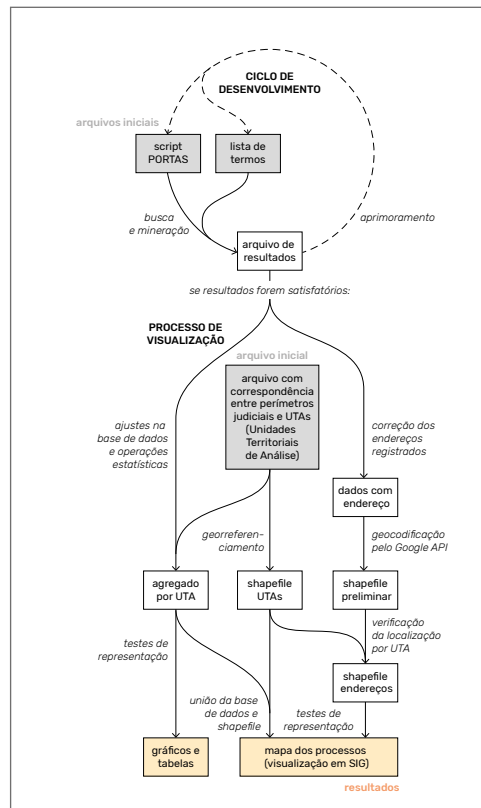 CICLO DE
DESENVOLVIMENTO
arquivos iniciais
script
PORTAS
lista de
termos
busca
e mineração
aprimoramento
arquivo de
resultados
se resultados forem satisfatórios:
PROCESSO DE
VISUALIZAÇÃO
arquivo inicial
arquivo com
correspondência
entre perímetros
judiciais e UTAs
(Unidades
Territoriais
de Análise)
ajustes na
base de dados
e operações
estatísticas
correção dos
endereços
registrados
dados com
endereço
georreferen-
ciamento
geocodificação
pelo Google API
agregado
por UTA
shapefile
UTAs
shapefile
preliminar
verificação
da localização
por UTA
testes de
representação
shapefile
endereços
união da base
de dados e
shapefile
testes de
representação
gráficos e
tabelas
mapa dos processos
(visualização em SIG)
resultados